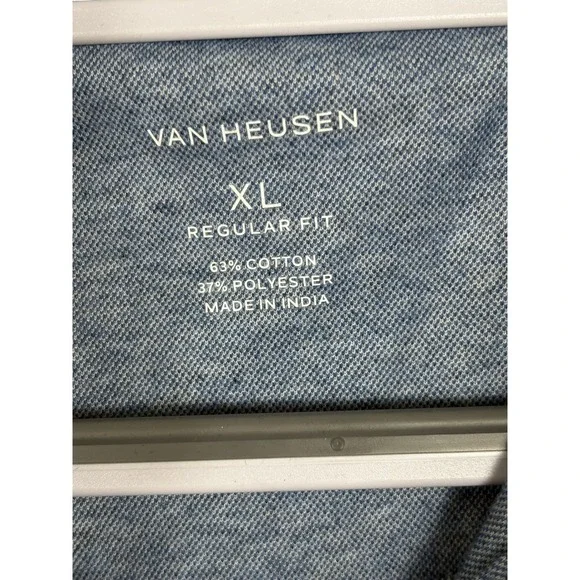 VAN HEUSEN
XL
REGULAR FIT
63% COTTON
37% POLYESTER
MADE IN INDIA